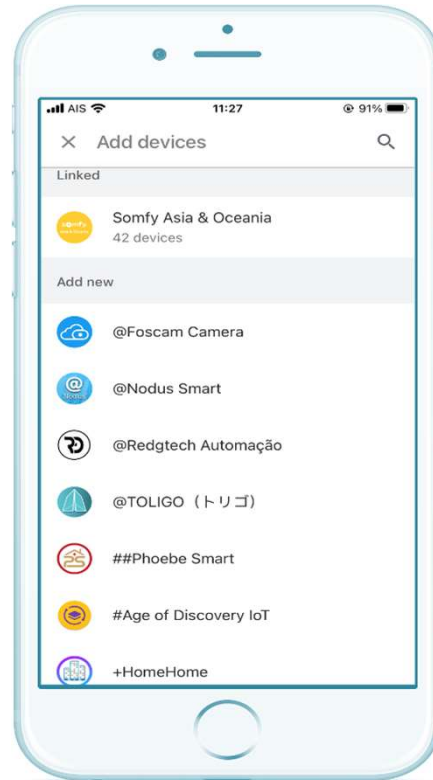 AIS
11:27
91%
Add devices
Linked
somfy
Somfy Asia & Oceania
42 devices
Add new
@Foscam Camera
@Nodus Smart
@Redgtech Automação
@TOLIGO（トリゴ）
##Phoebe Smart
#Age of Discovery IoT
+HomeHome